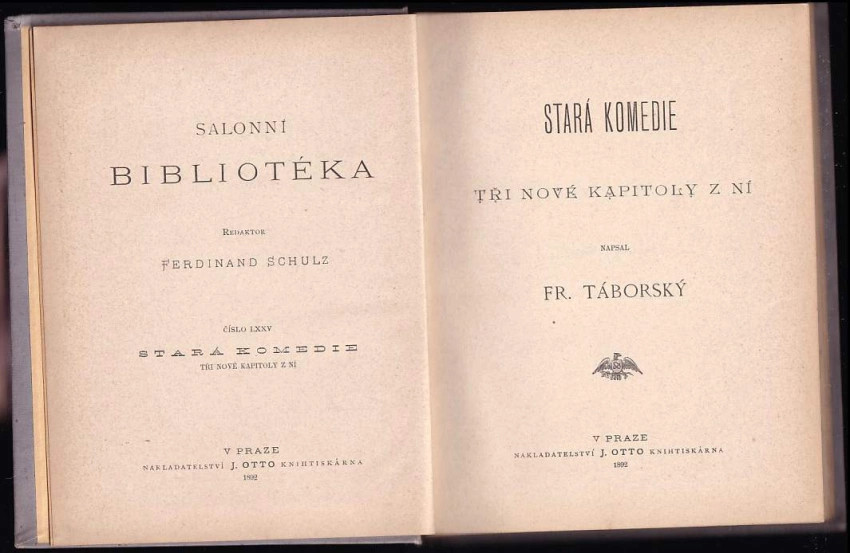 SALONNÍ
BIBLIOTÉKA
REDAKTOR
FERDINAND SCHULZ
ČÍSLO LXXV
STARÁ KOMEDIE
TŘI NOVÉ KAPITOLY Z NÍ
V PRAZE
NAKLADATELSTVÍ J. OTTO KNIHTISKÁRNA
1892
STARÁ KOMEDIE
TŘI NOVÉ KAPITOLY Z NÍ
NAPSAL
FR. TÁBORSKÝ
V PRAZE
NAKLADATELSTVÍ J. OTTO KNIHTISKÁRNA
1892